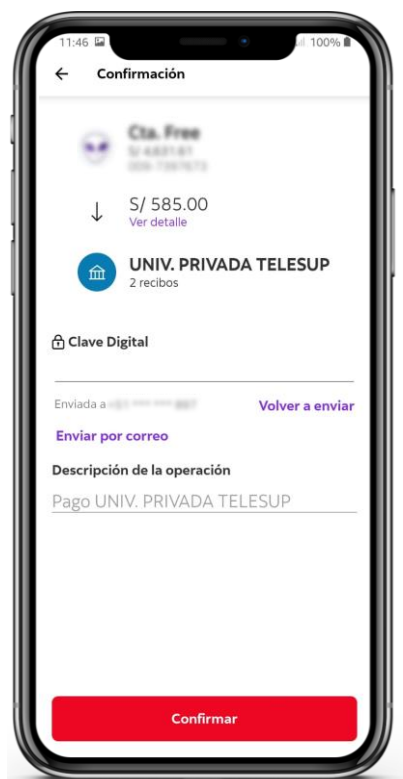 11:46 100%
← Confirmación
Cta. Free
S/ 585.00
Ver detalle
UNIV. PRIVADA TELESUP
2 recibos
Clave Digital
Enviada a
Volver a enviar
Enviar por correo
Descripción de la operación
Pago UNIV. PRIVADA TELESUP
Confirmar